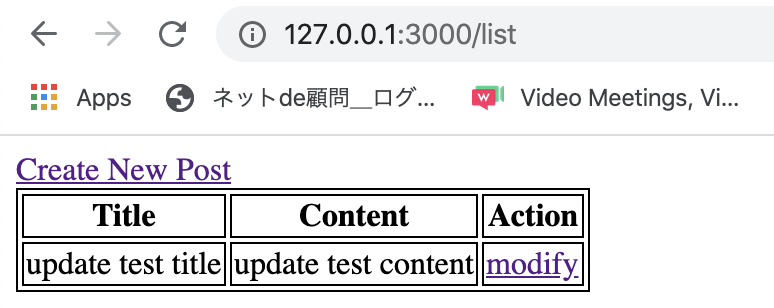 127.0.0.1:3000/list
Apps ネットde顧問__ログ... Video Meetings, Vi...
Create New Post
Title Content Action
update test title update test content modify